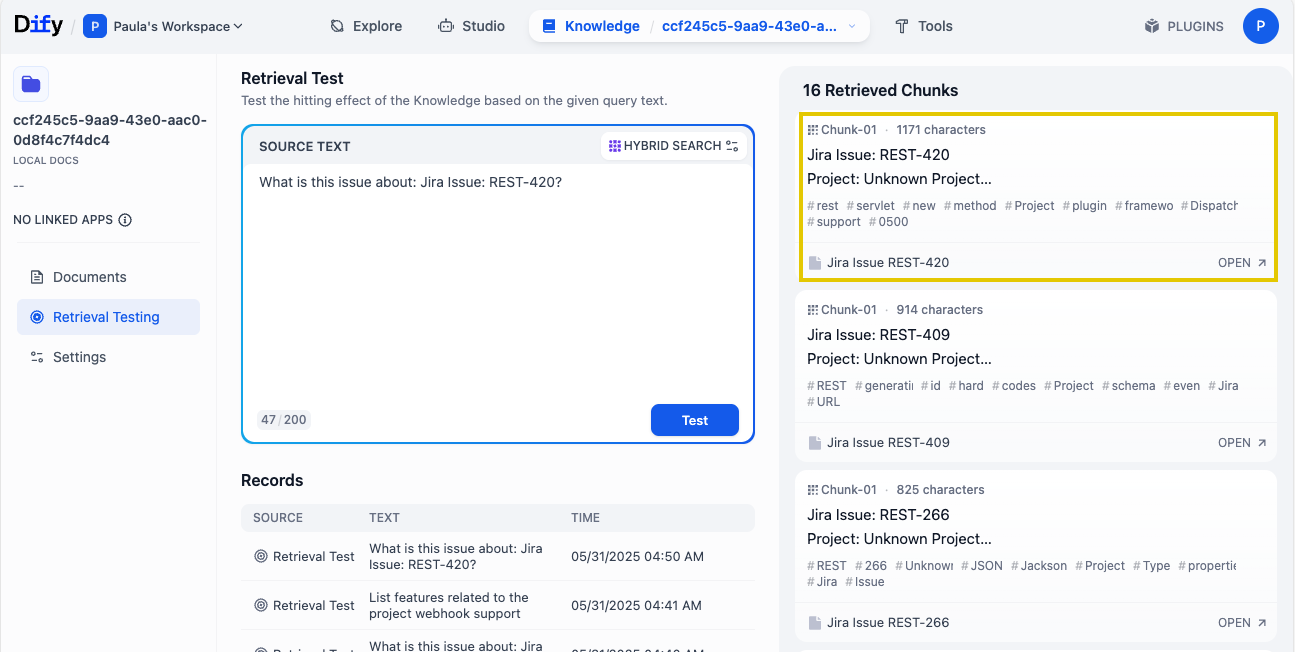 Dify / P Paula's Workspace
Explore
Studio
Knowledge / ccf245c5-9aa9-43e0-a...
Tools
PLUGINS
P
ccf245c5-9aa9-43e0-aac0-
0d8f4c7f4dc4
LOCAL DOCS
--
NO LINKED APPS
Documents
Retrieval Testing
Settings
Retrieval Test
Test the hitting effect of the Knowledge based on the given query text.
SOURCE TEXT
HYBRID SEARCH
What is this issue about: Jira Issue: REST-420?
47 / 200
Test
Records
SOURCE TEXT TIME
Retrieval Test What is this issue about: Jira 05/31/2025 04:50 AM
Issue: REST-420?
Retrieval Test List features related to the 05/31/2025 04:41 AM
project webhook support
What is this issue about: Jira
16 Retrieved Chunks
Chunk-01 · 1171 characters
Jira Issue: REST-420
Project: Unknown Project...
# rest # servlet # new # method # Project # plugin # framewo # Dispatch
# support # 0500
Jira Issue REST-420 OPEN
Chunk-01 · 914 characters
Jira Issue: REST-409
Project: Unknown Project...
# REST # generati # id # hard # codes # Project # schema # even # Jira
# URL
Jira Issue REST-409 OPEN
Chunk-01 · 825 characters
Jira Issue: REST-266
Project: Unknown Project...
# REST # 266 # Unknown # JSON # Jackson # Project # Type # propertie
# Jira # Issue
Jira Issue REST-266 OPEN